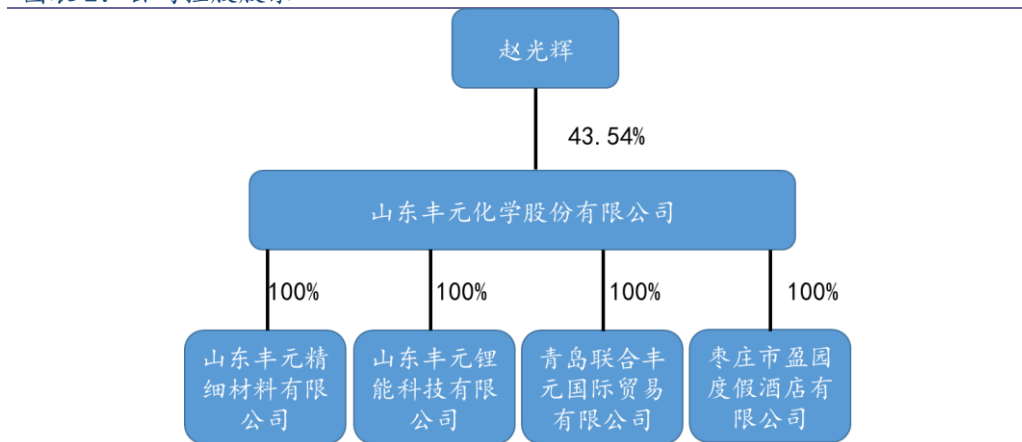 赵光辉
43.54%
山东丰元化学股份有限公司
100%
100%
100%
100%
山东丰元精
细材料有限
公司
山东丰元锂
能科技有限
公司
青岛联合丰
元国际贸易
有限公司
枣庄市盈园
度假酒店有
限公司